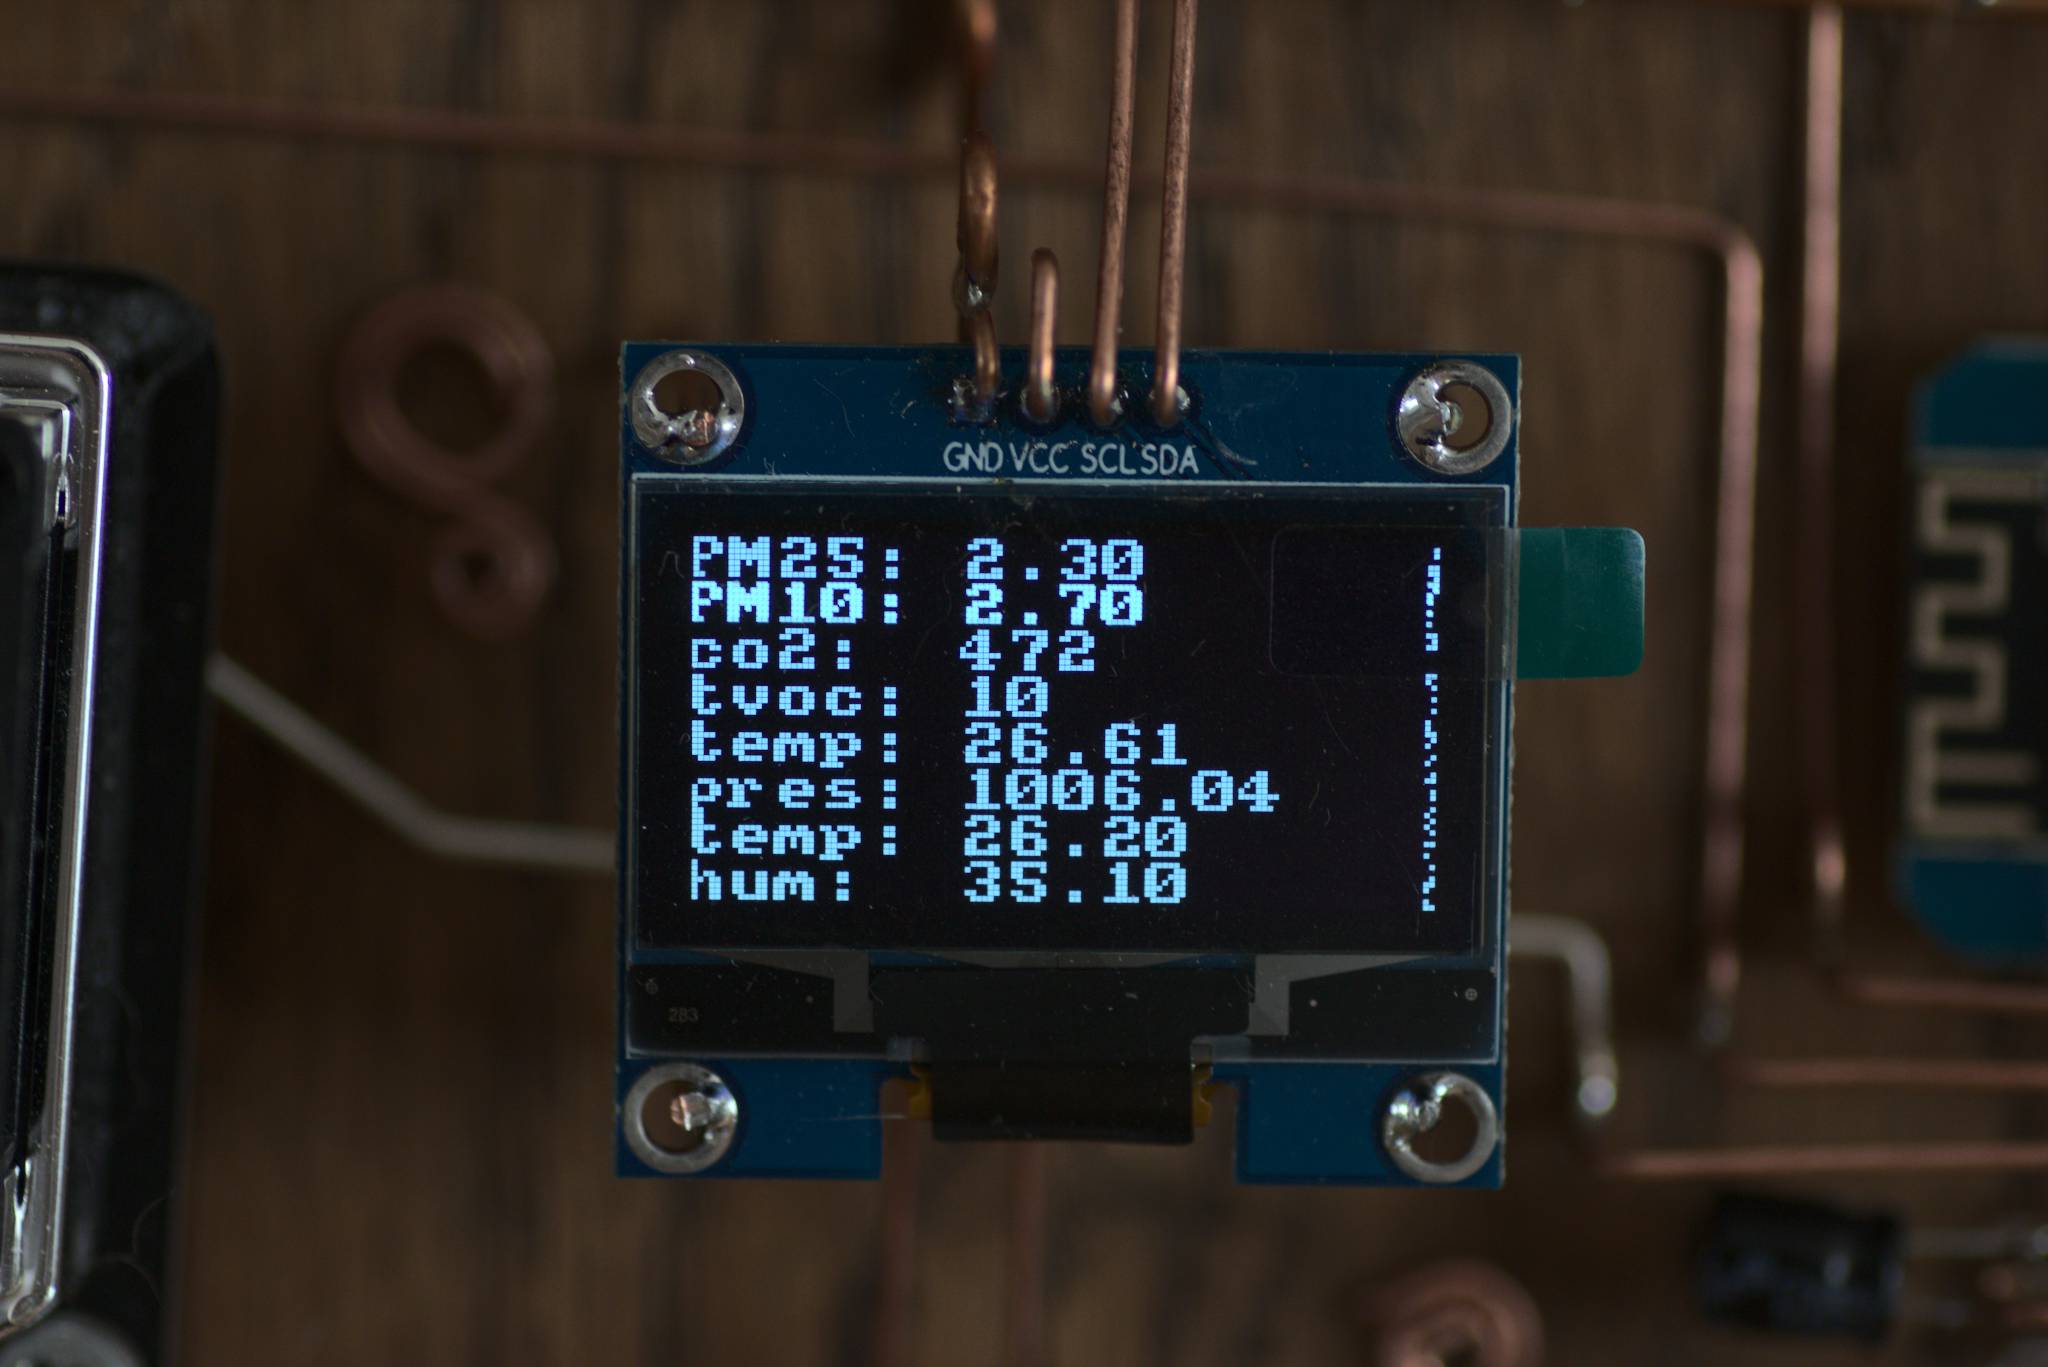 GND VCC SCL SDA
PM25: 2.30
PM10: 2.70
co2: 472
tvoc: 10
temp: 26.61
pres: 1006.04
temp: 26.20
hum: 35.10
283